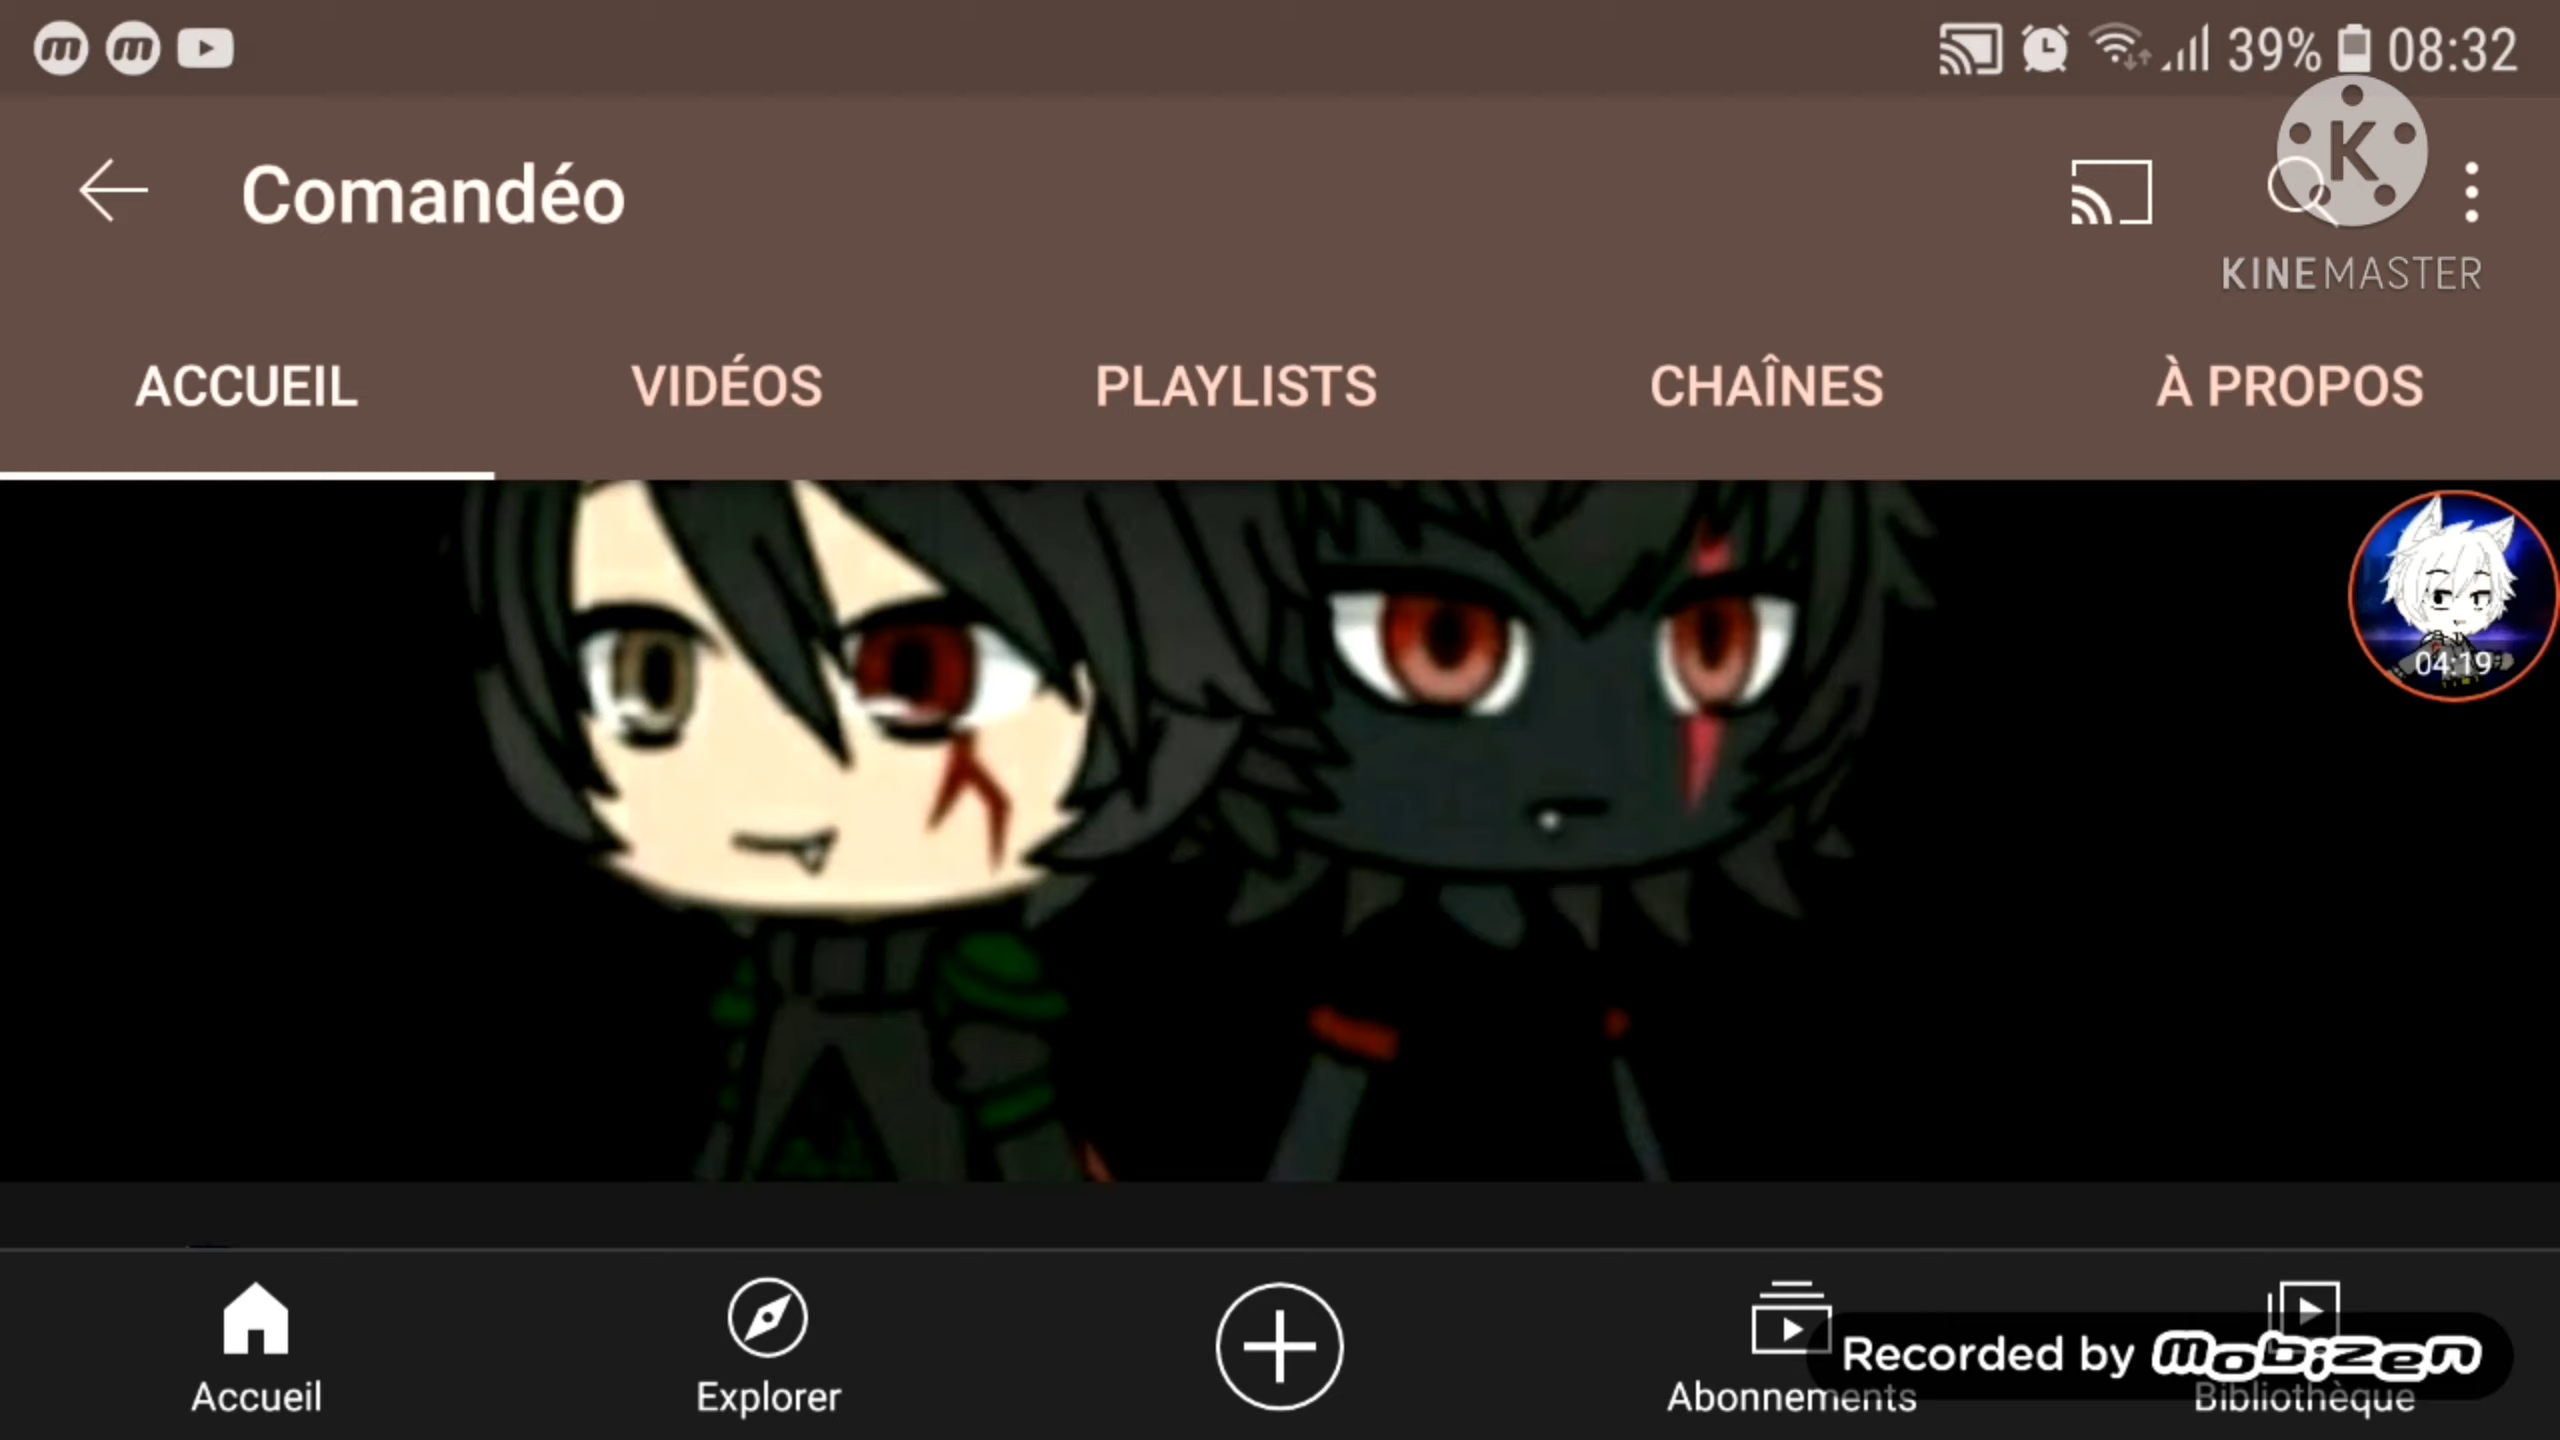 39% 08:32
Comandéo
K
KINEMASTER
ACCUEIL VIDÉOS PLAYLISTS CHAÎNES À PROPOS
04:19
Accueil Explorer Abonnements Bibliothèque
Recorded by mobizen